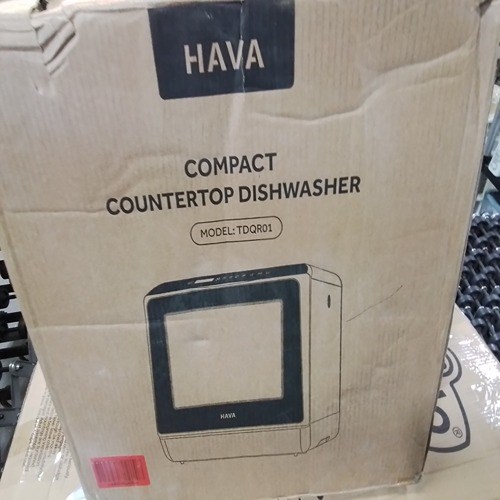 HAVA
COMPACT
COUNTERTOP DISHWASHER
MODEL: TDQR01
HAVA